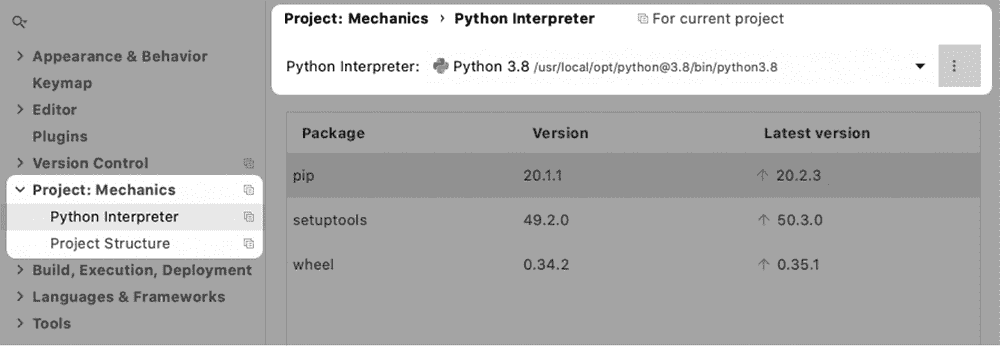 Appearance & Behavior
Keymap
Editor
Plugins
Version Control
Project: Mechanics
Python Interpreter
Project Structure
Build, Execution, Deployment
Languages & Frameworks
Tools
Project: Mechanics › Python Interpreter For current project
Python Interpreter: Python 3.8 /usr/local/opt/python@3.8/bin/python3.8
Package Version Latest version
pip 20.1.1 20.2.3
setuptools 49.2.0 50.3.0
wheel 0.34.2 0.35.1